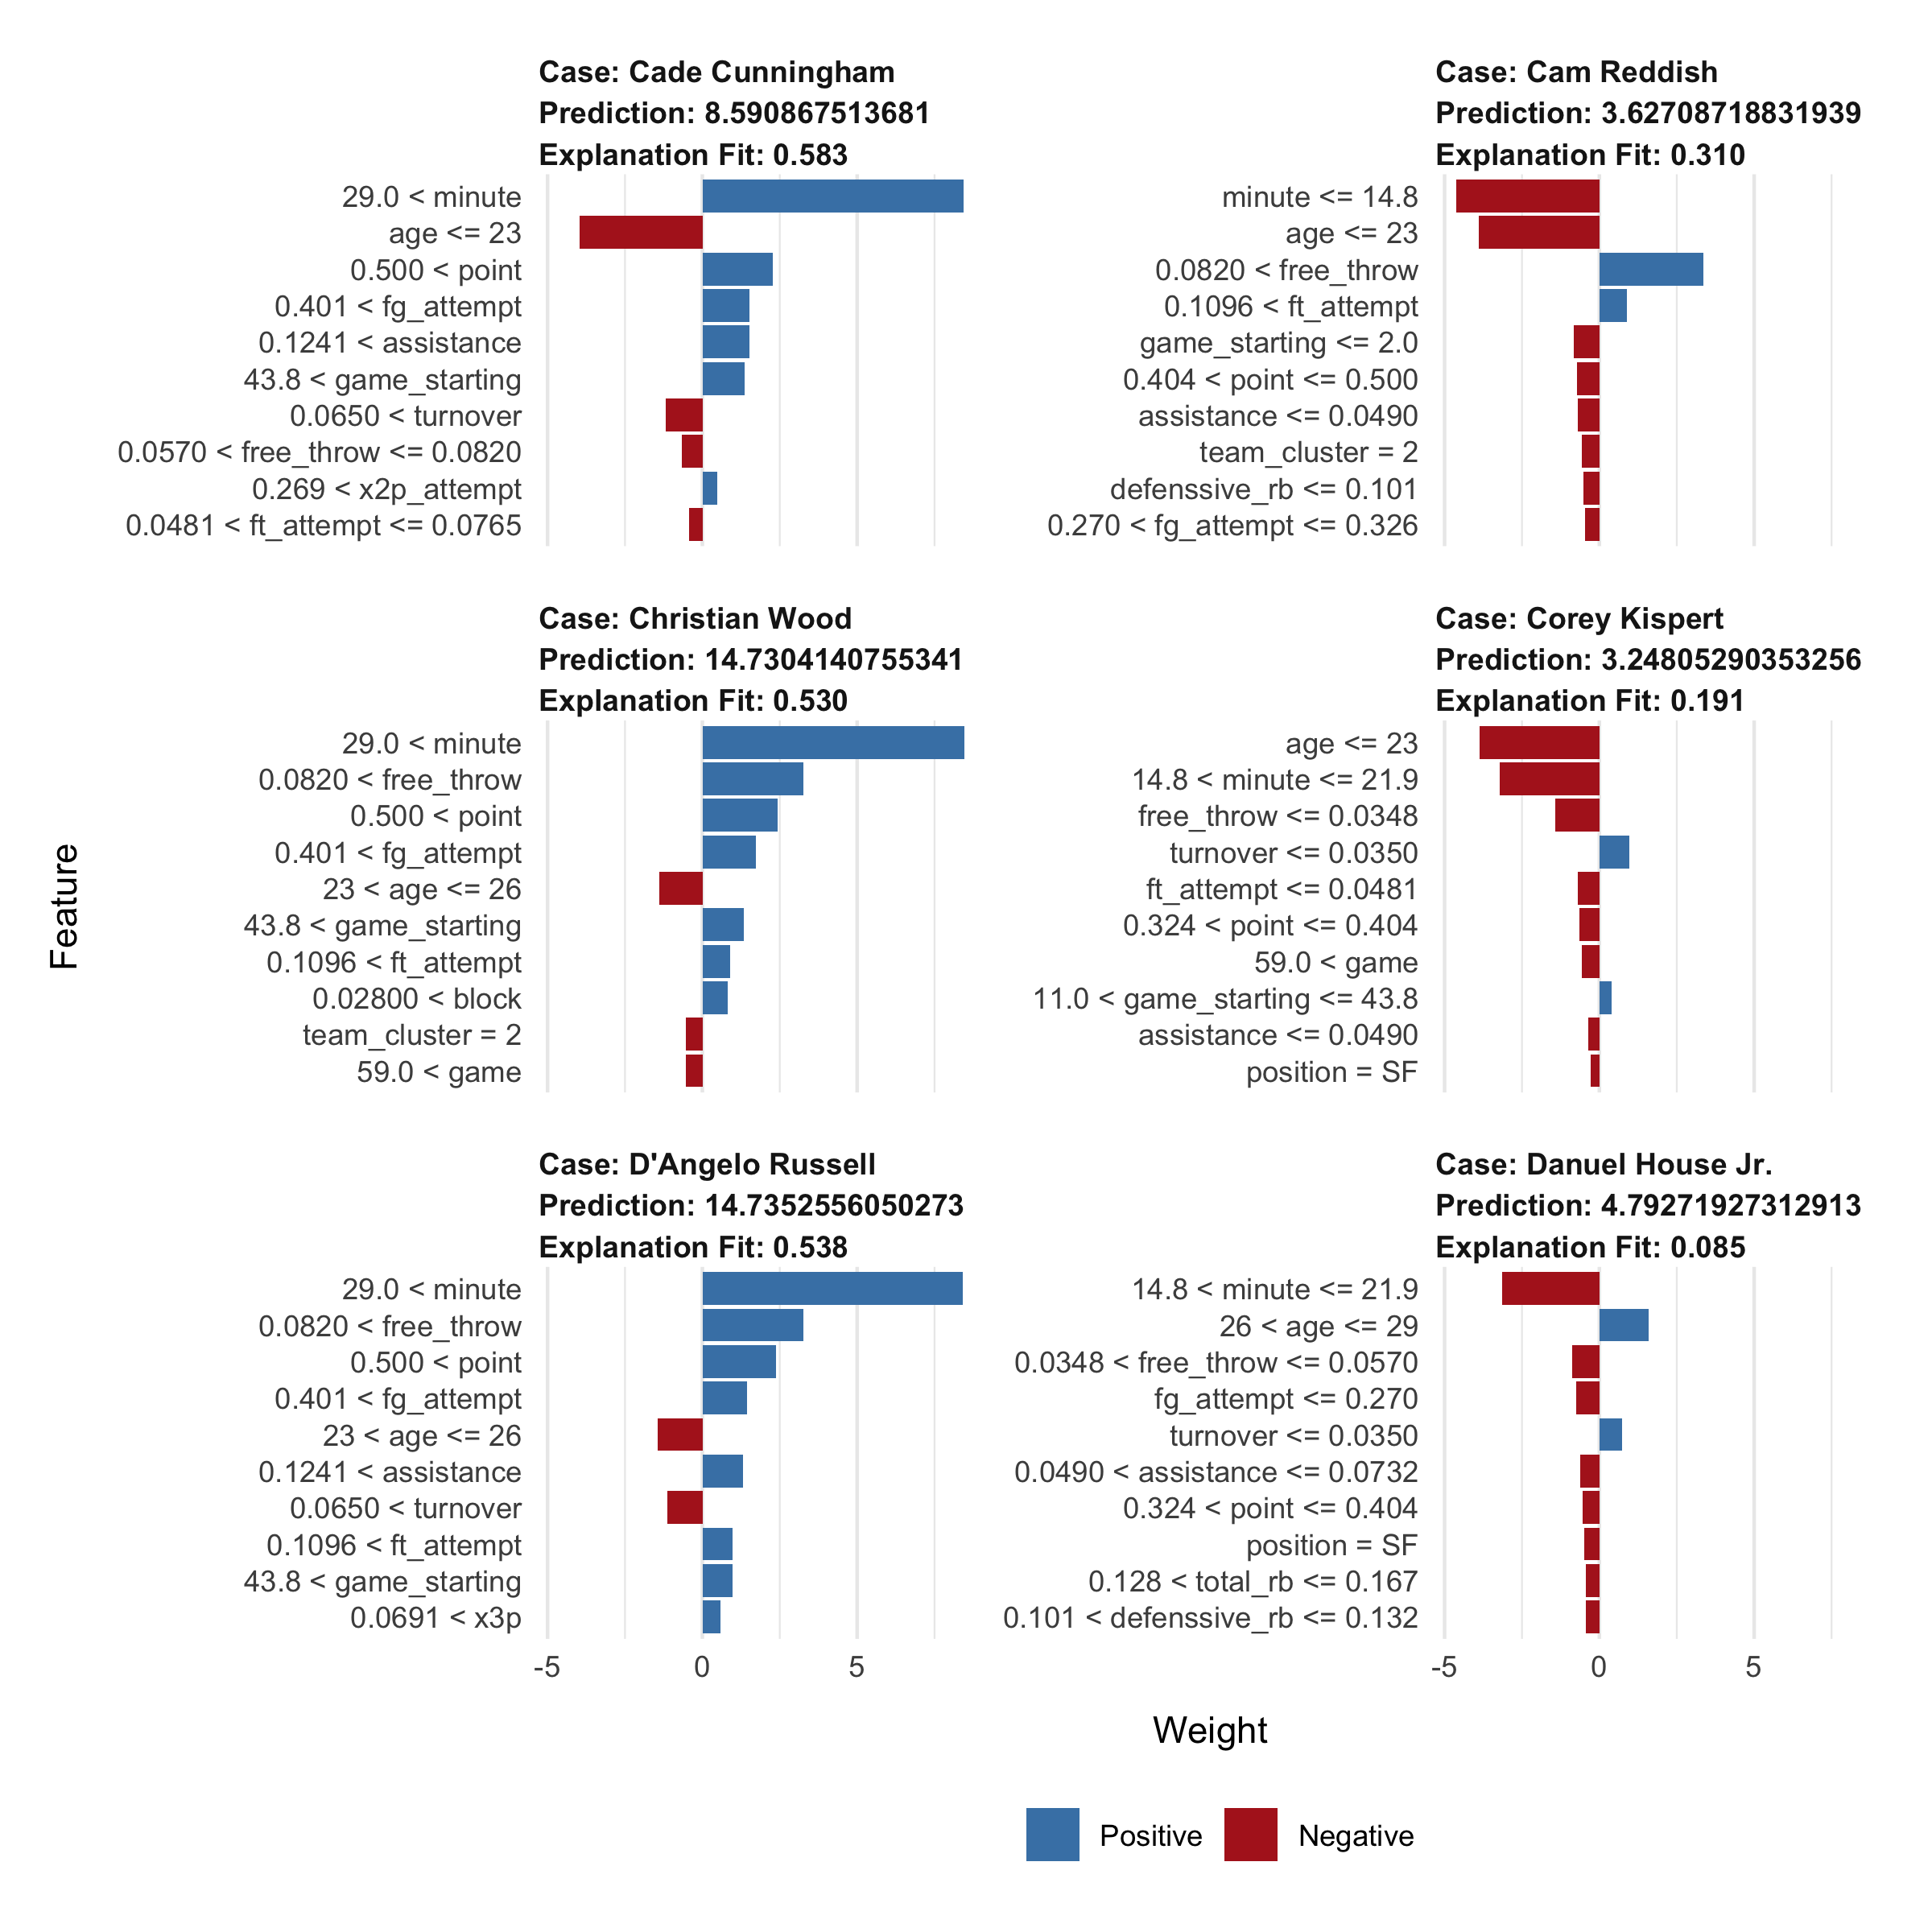 Case: Cade Cunningham
Prediction: 8.590867513681
Explanation Fit: 0.583
29.0 < minute
age <= 23
0.500 < point
0.401 < fg_attempt
0.1241 < assistance
43.8 < game_starting
0.0650 < turnover
0.0570 < free_throw <= 0.0820
0.269 < x2p_attempt
0.0481 < ft_attempt <= 0.0765
Case: Cam Reddish
Prediction: 3.62708718831939
Explanation Fit: 0.310
minute <= 14.8
age <= 23
0.0820 < free_throw
0.1096 < ft_attempt
game_starting <= 2.0
0.404 < point <= 0.500
assistance <= 0.0490
team_cluster = 2
defenssive_rb <= 0.101
0.270 < fg_attempt <= 0.326
Case: Christian Wood
Prediction: 14.7304140755341
Explanation Fit: 0.530
29.0 < minute
0.0820 < free_throw
0.500 < point
0.401 < fg_attempt
23 < age <= 26
43.8 < game_starting
0.1096 < ft_attempt
0.02800 < block
team_cluster = 2
59.0 < game
Case: Corey Kispert
Prediction: 3.24805290353256
Explanation Fit: 0.191
age <= 23
14.8 < minute <= 21.9
free_throw <= 0.0348
turnover <= 0.0350
ft_attempt <= 0.0481
0.324 < point <= 0.404
59.0 < game
11.0 < game_starting <= 43.8
assistance <= 0.0490
position = SF
Case: D'Angelo Russell
Prediction: 14.7352556050273
Explanation Fit: 0.538
29.0 < minute
0.0820 < free_throw
0.500 < point
0.401 < fg_attempt
23 < age <= 26
0.1241 < assistance
0.0650 < turnover
0.1096 < ft_attempt
43.8 < game_starting
0.0691 < x3p
-5 0 5
Case: Danuel House Jr.
Prediction: 4.79271927312913
Explanation Fit: 0.085
14.8 < minute <= 21.9
26 < age <= 29
0.0348 < free_throw <= 0.0570
fg_attempt <= 0.270
turnover <= 0.0350
0.0490 < assistance <= 0.0732
0.324 < point <= 0.404
position = SF
0.128 < total_rb <= 0.167
0.101 < defenssive_rb <= 0.132
-5 0 5
Feature
Weight
Positive
Negative